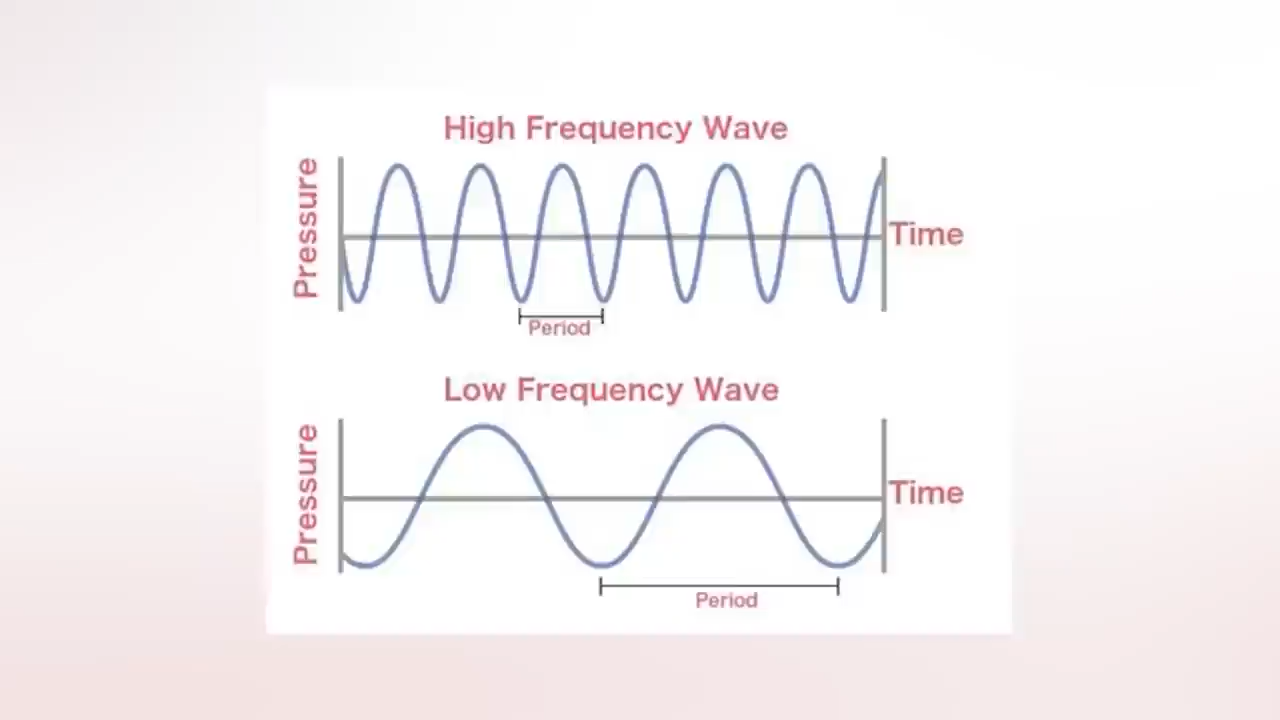 High Frequency Wave
Pressure
Time
Period
Low Frequency Wave
Pressure
Time
Period